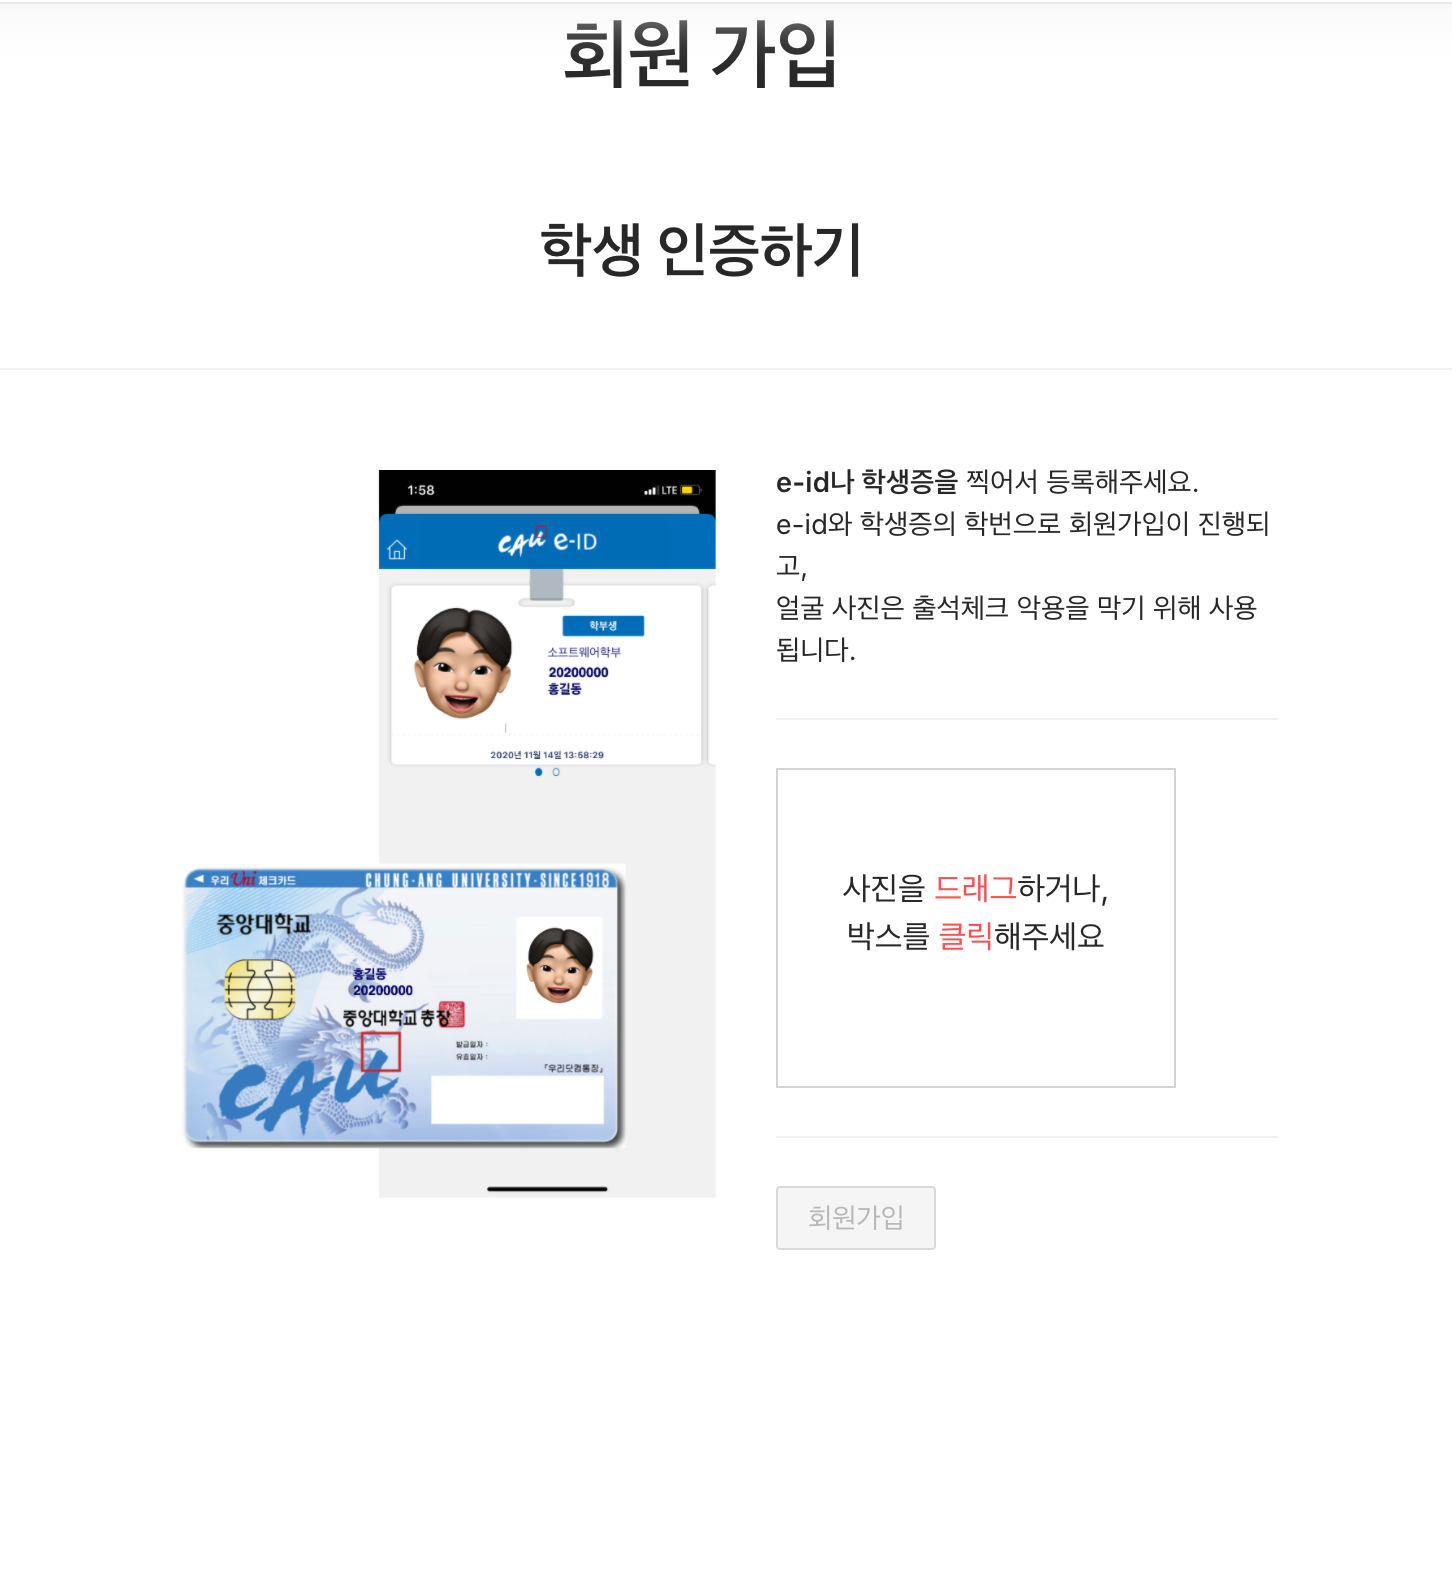 회원 가입
학생 인증하기
1:58
LTE
CAU e-ID
학부생
소프트웨어학부
20200000
홍길동
2020년 11월 14일 13:58:29
우리Uni 체크카드
CHUNG-ANG UNIVERSITY·SINCE1918
중앙대학교
홍길동
20200000
중앙대학교 총장
발급일자 :
유효일자 :
「우리닷컴통장」
CAU
e-id나 학생증을 찍어서 등록해주세요.
e-id와 학생증의 학번으로 회원가입이 진행되
고,
얼굴 사진은 출석체크 악용을 막기 위해 사용
됩니다.
사진을 드래그하거나,
박스를 클릭해주세요
회원가입